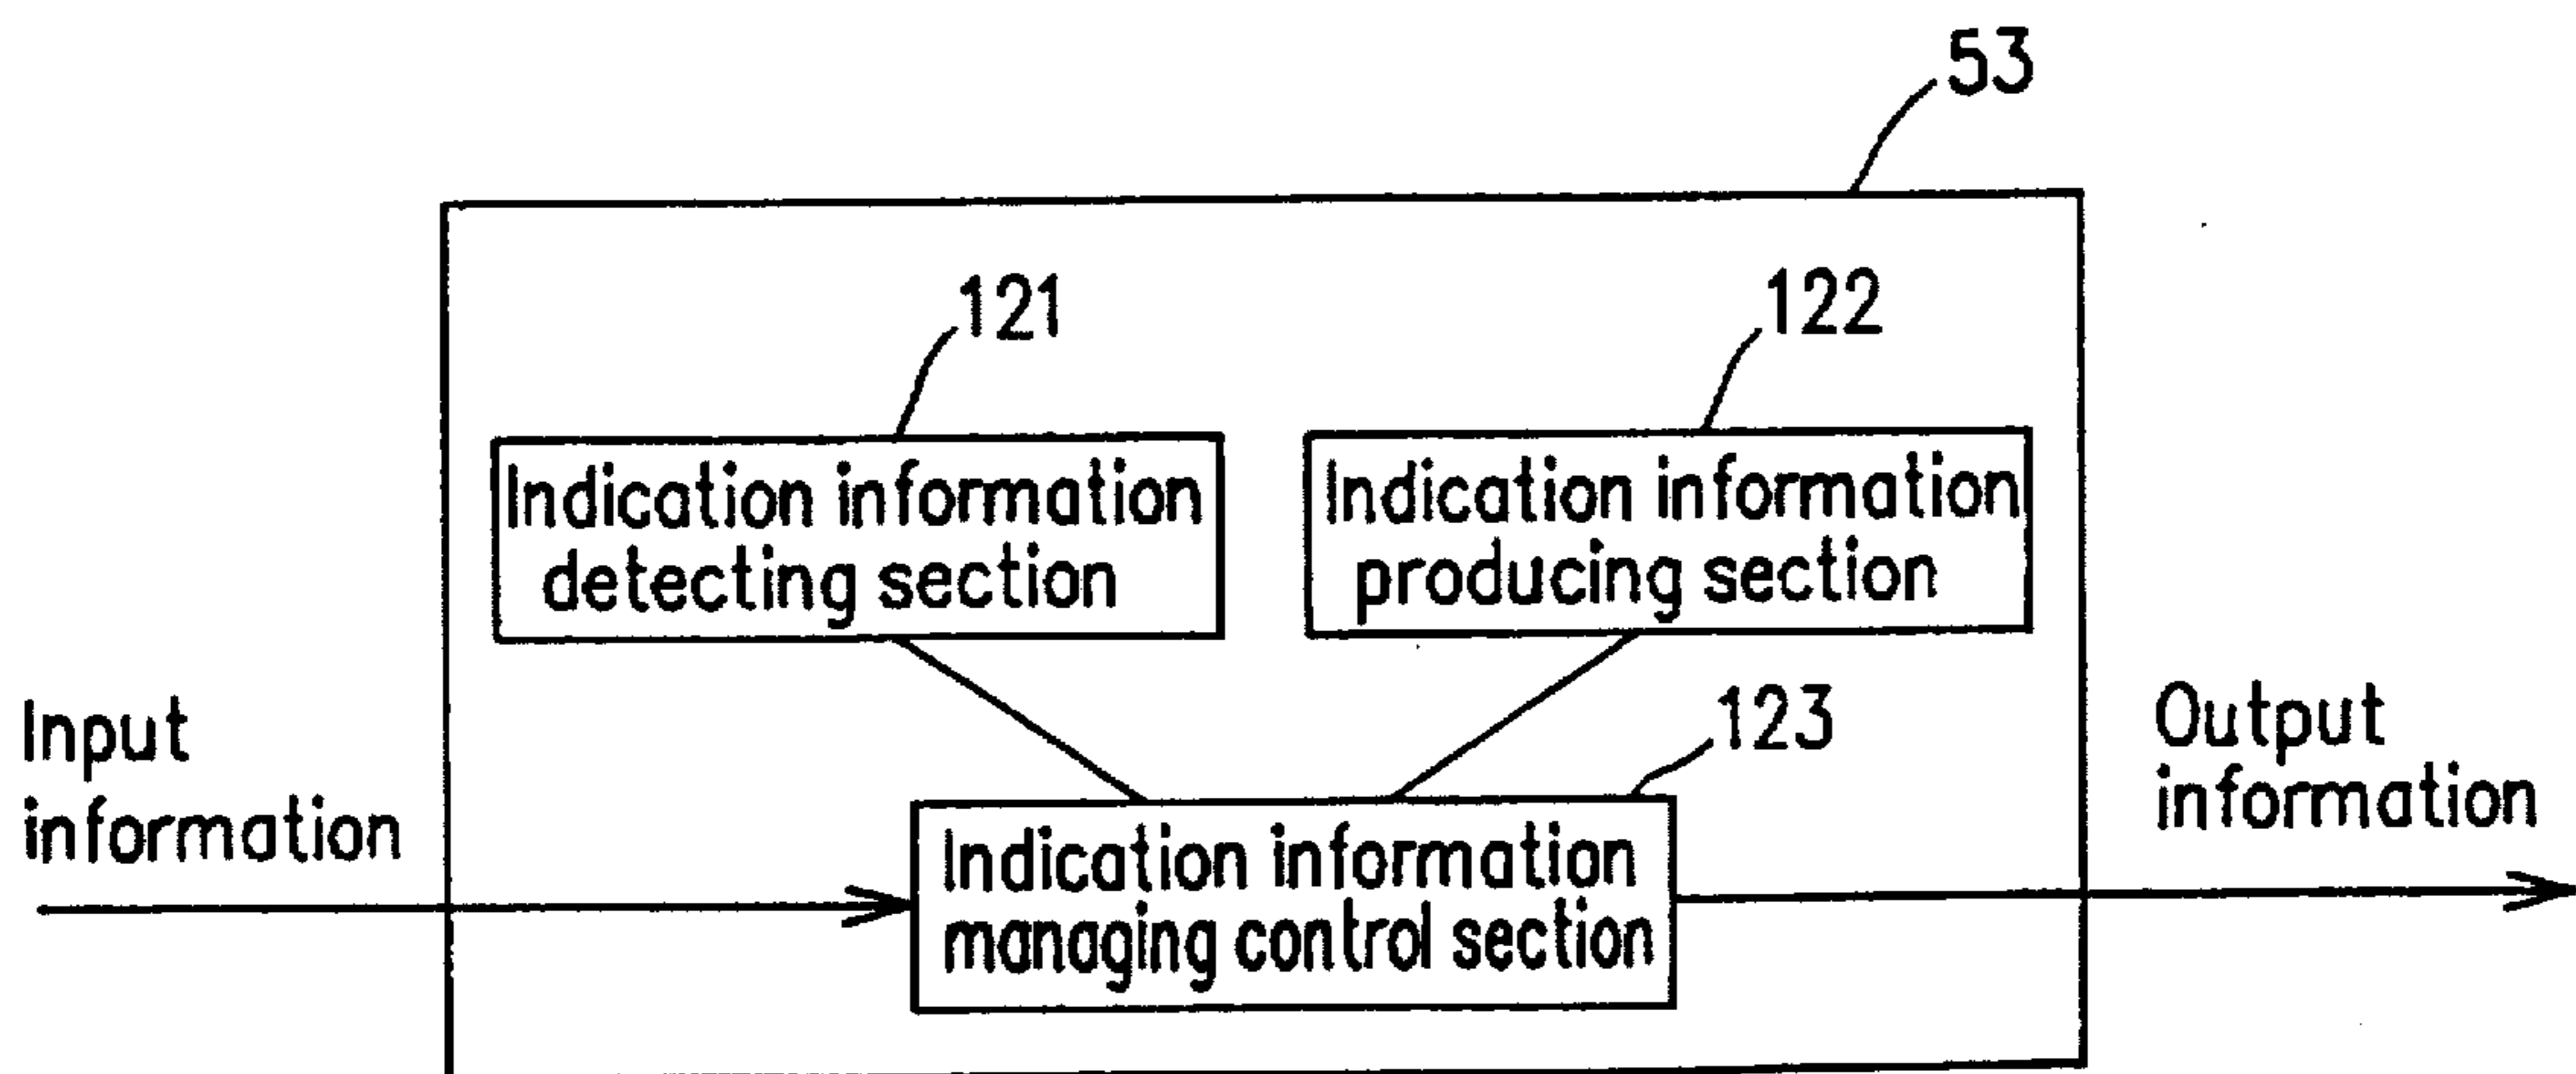 53
121
122
Indication information
detecting section
Indication information
producing section
Input
information
123
Output
information
Indication information
managing control section